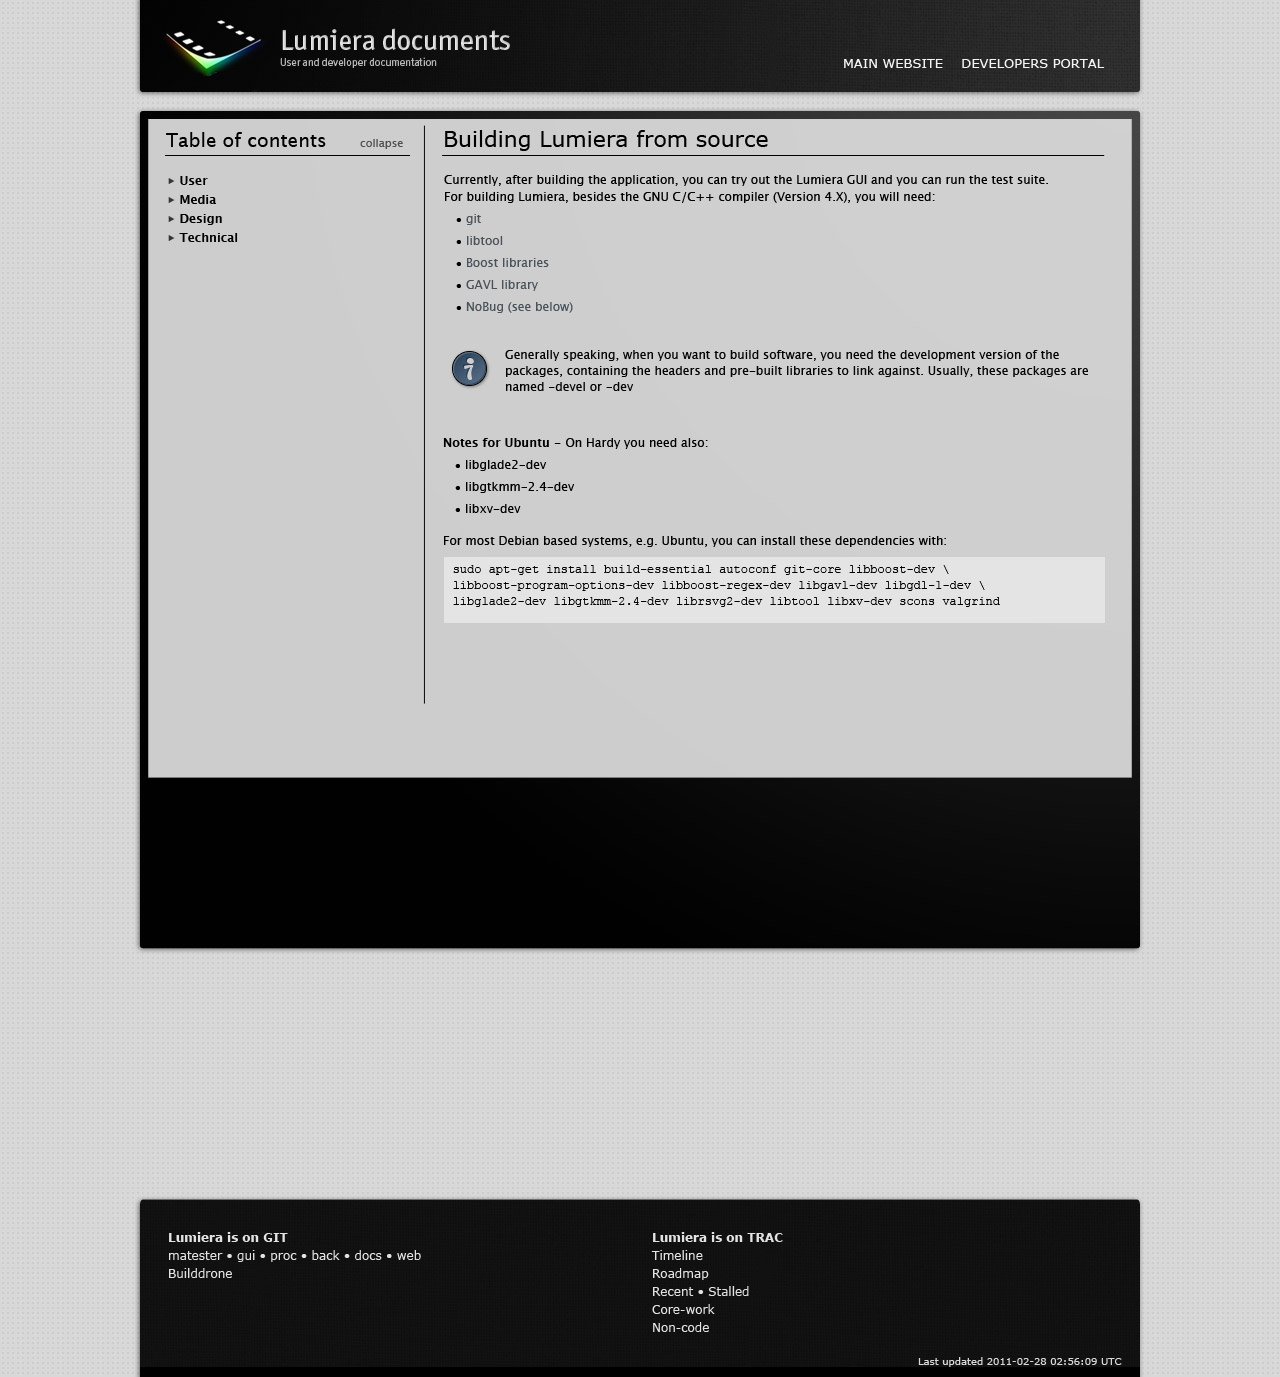 Lumiera documents
User and developer documentation
MAIN WEBSITE DEVELOPERS PORTAL
Table of contents collapse
User
Media
Design
Technical
Building Lumiera from source
Currently, after building the application, you can try out the Lumiera GUI and you can run the test suite.
For building Lumiera, besides the GNU C/C++ compiler (Version 4.X), you will need:
• git
• libtool
• Boost libraries
• GAVL library
• NoBug (see below)
Generally speaking, when you want to build software, you need the development version of the
packages, containing the headers and pre-built libraries to link against. Usually, these packages are
named -devel or -dev
Notes for Ubuntu - On Hardy you need also:
• libglade2-dev
• libgtkmm-2.4-dev
• libxv-dev
For most Debian based systems, e.g. Ubuntu, you can install these dependencies with:
sudo apt-get install build-essential autoconf git-core libboost-dev \
libboost-program-options-dev libboost-regex-dev libgavl-dev libgdl-1-dev \
libglade2-dev libgtkmm-2.4-dev librsvg2-dev libtool libxv-dev scons valgrind
Lumiera is on GIT
matester • gui • proc • back • docs • web
Builddrone
Lumiera is on TRAC
Timeline
Roadmap
Recent • Stalled
Core-work
Non-code
Last updated 2011-02-28 02:56:09 UTC